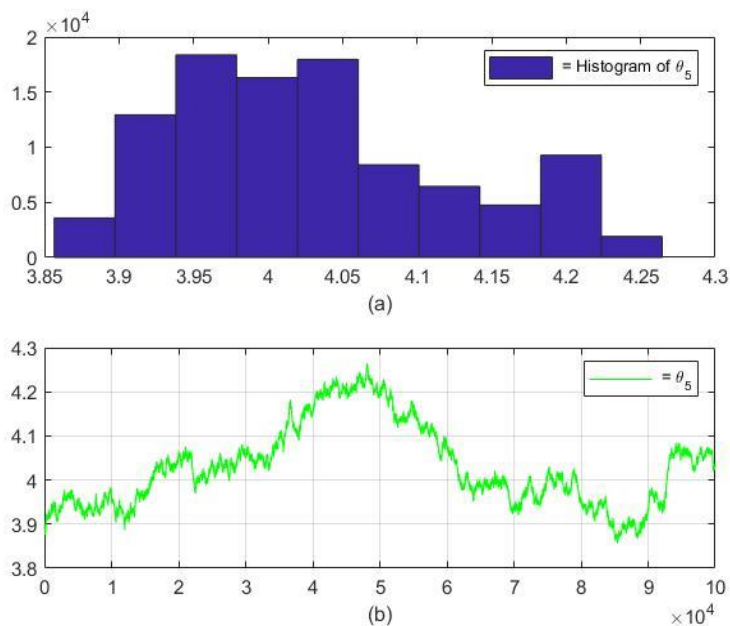 ×10⁴
2
1.5
1
0.5
0
= Histogram of θ₅
3.85 3.9 3.95 4 4.05 4.1 4.15 4.2 4.25 4.3
(a)
4.3
4.2
4.1
4
3.9
3.8
= θ₅
0 1 2 3 4 5 6 7 8 9 10
(b)
×10⁴